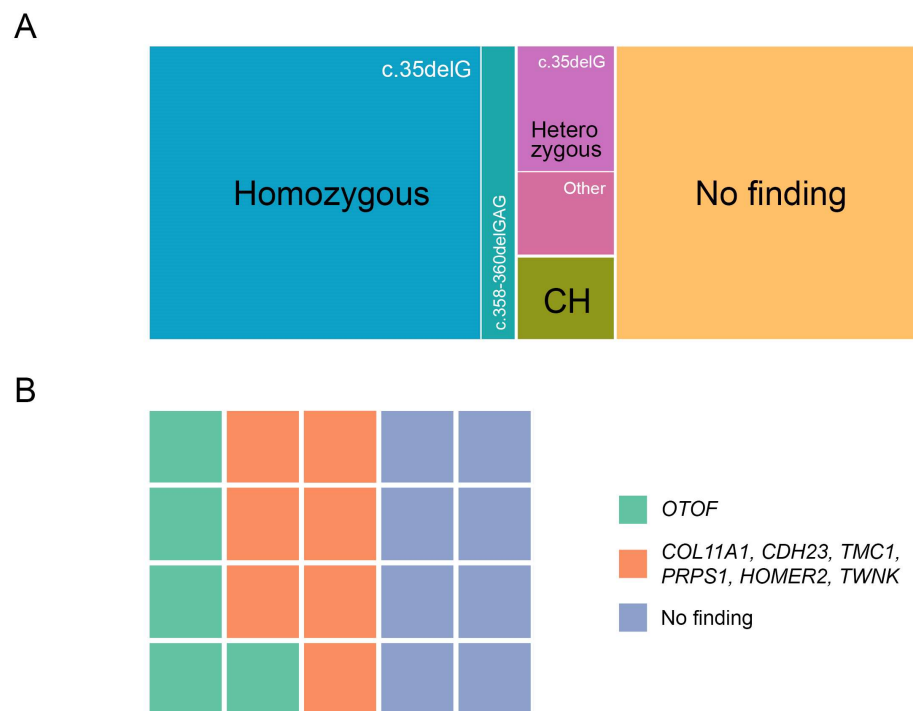 A
c.35delG
Homozygous
c.358-360delGAG
c.35delG
Hetero
zygous
Other
CH
No finding
B
OTOF
COL11A1, CDH23, TMC1,
PRPS1, HOMER2, TWNK
No finding